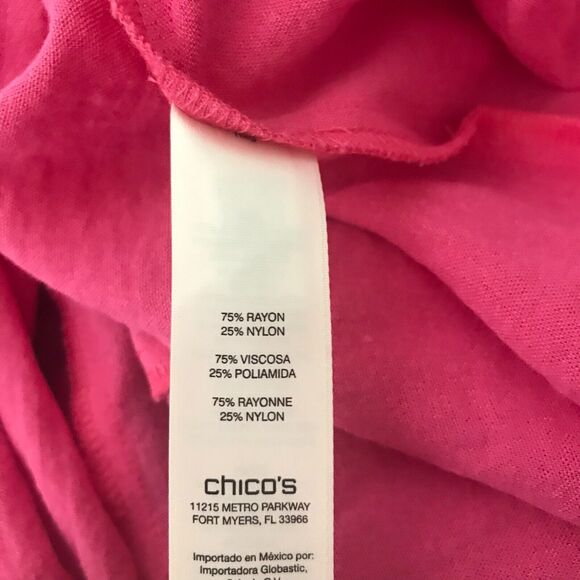 75% RAYON
25% NYLON
75% VISCOSA
25% POLIAMIDA
75% RAYONNE
25% NYLON
chico's
11215 METRO PARKWAY
FORT MYERS, FL 33966
Importado en México por:
Importadora Globastic,